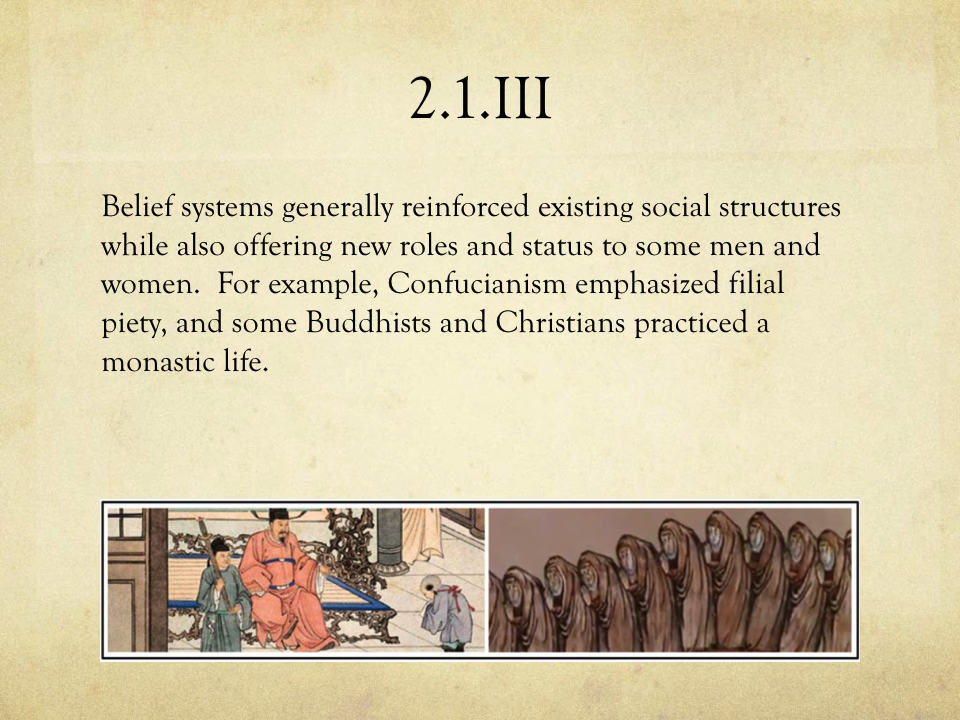 2.1.III
Belief systems generally reinforced existing social structures
while also offering new roles and status to some men and
women.  For example, Confucianism emphasized filial
piety, and some Buddhists and Christians practiced a
monastic life.